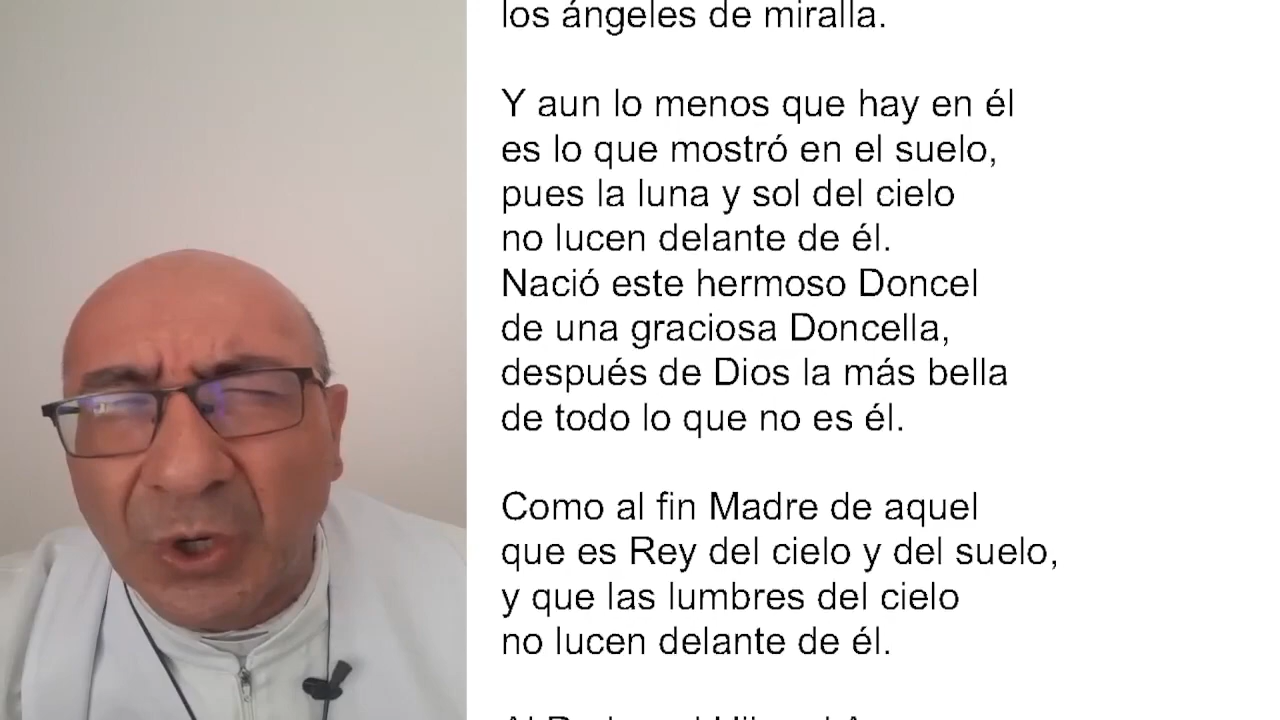 los ángeles de miralla.
Y aun lo menos que hay en él
es lo que mostró en el suelo,
pues la luna y sol del cielo
no lucen delante de él.
Nació este hermoso Doncel
de una graciosa Doncella,
después de Dios la más bella
de todo lo que no es él.
Como al fin Madre de aquel
que es Rey del cielo y del suelo,
y que las lumbres del cielo
no lucen delante de él.